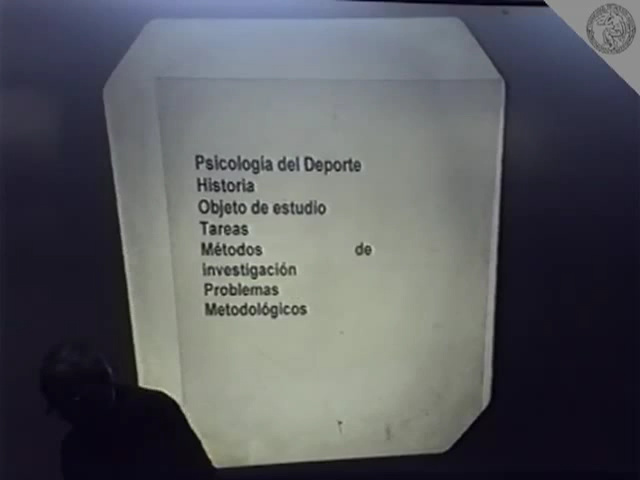 Psicología del Deporte
Historia
Objeto de estudio
Tareas
Métodos de
investigación
Problemas
Metodológicos